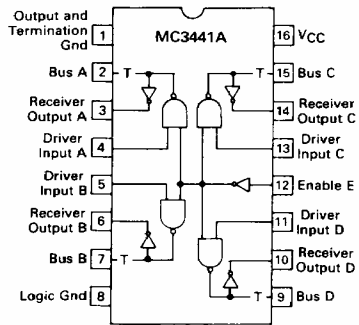 MC3441A
Output and
Termination
Gnd
1
Bus A
2
T
Receiver
Output A
3
Driver
Input A
4
Driver
Input B
5
Receiver
Output B
6
Bus B
7
T
Logic Gnd
8
16
VCC
T
15
Bus C
14
Receiver
Output C
13
Driver
Input C
12
Enable E
11
Driver
Input D
10
Receiver
Output D
T
9
Bus D